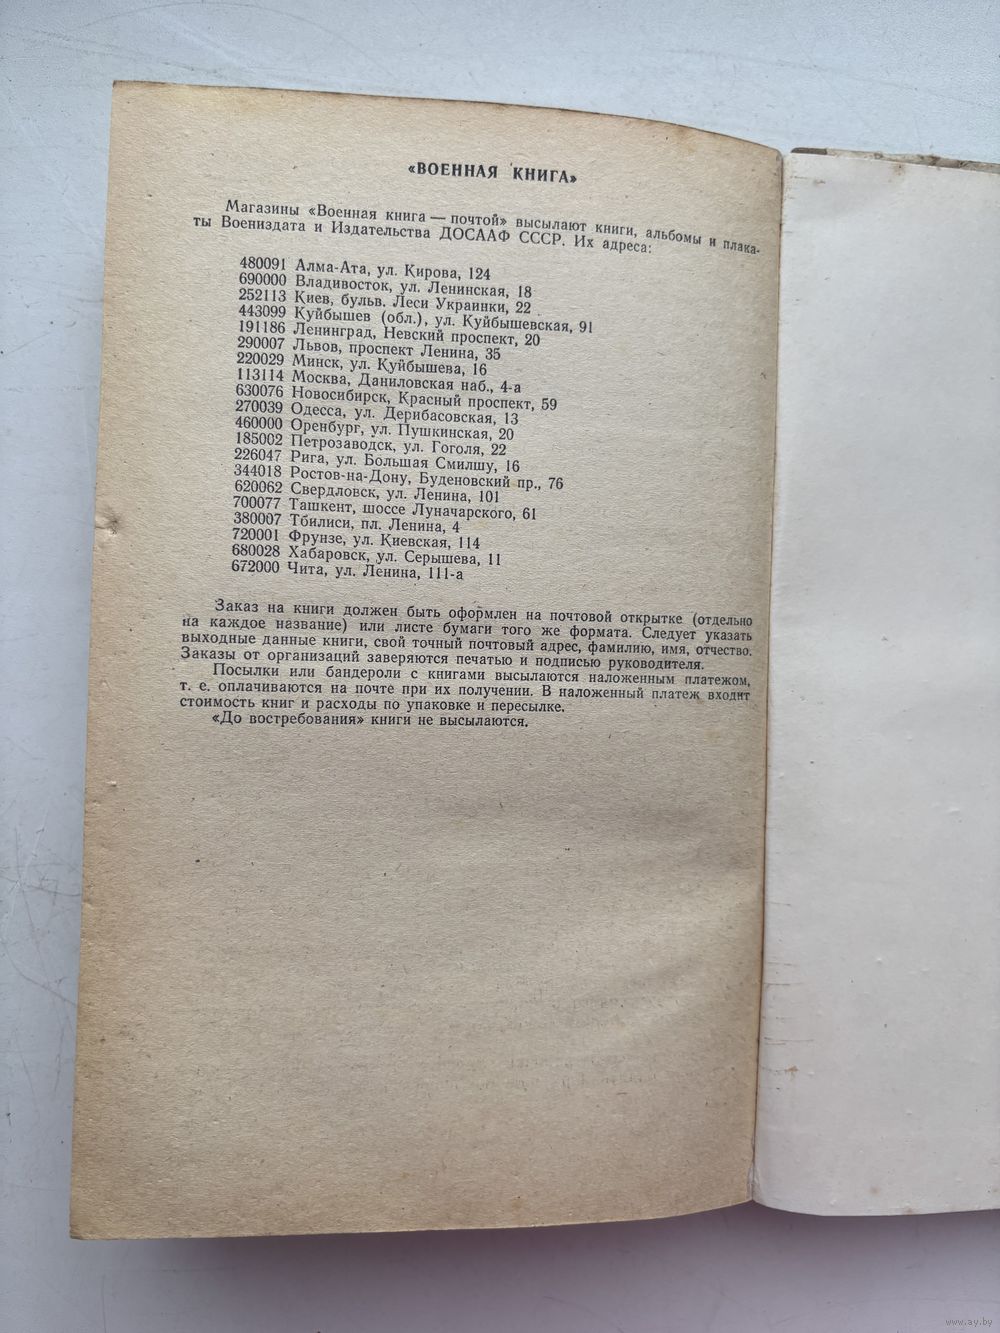 «ВОЕННАЯ КНИГА»
Магазины «Военная книга — почтой» высылают книги, альбомы и плака-
ты Воениздата и Издательства ДОСААФ СССР. Их адреса:
480091 Алма-Ата, ул. Кирова, 124
690000 Владивосток, ул. Ленинская, 18
252113 Киев, бульв. Леси Украинки, 22
443099 Куйбышев (обл.), ул. Куйбышевская, 91
191186 Ленинград, Невский проспект, 20
290007 Львов, проспект Ленина, 35
220029 Минск, ул. Куйбышева, 16
113114 Москва, Даниловская наб., 4-а
630076 Новосибирск, Красный проспект, 59
270039 Одесса, ул. Дерибасовская, 13
460000 Оренбург, ул. Пушкинская, 20
185002 Петрозаводск, ул. Гоголя, 22
226047 Рига, ул. Большая Смилшу, 16
344018 Ростов-на-Дону, Буденовский пр., 76
620062 Свердловск, ул. Ленина, 101
700077 Ташкент, шоссе Луначарского, 61
380007 Тбилиси, пл. Ленина, 4
720001 Фрунзе, ул. Киевская, 114
680028 Хабаровск, ул. Серышева, 11
672000 Чита, ул. Ленина, 111-а
Заказ на книги должен быть оформлен на почтовой открытке (отдельно
на каждое название) или листе бумаги того же формата. Следует указать
выходные данные книги, свой точный почтовый адрес, фамилию, имя, отчество.
Заказы от организаций заверяются печатью и подписью руководителя.
Посылки или бандероли с книгами высылаются наложенным платежом,
т. е. оплачиваются на почте при их получении. В наложенный платеж входит
стоимость книг и расходы по упаковке и пересылке.
«До востребования» книги не высылаются.
www.ay.by